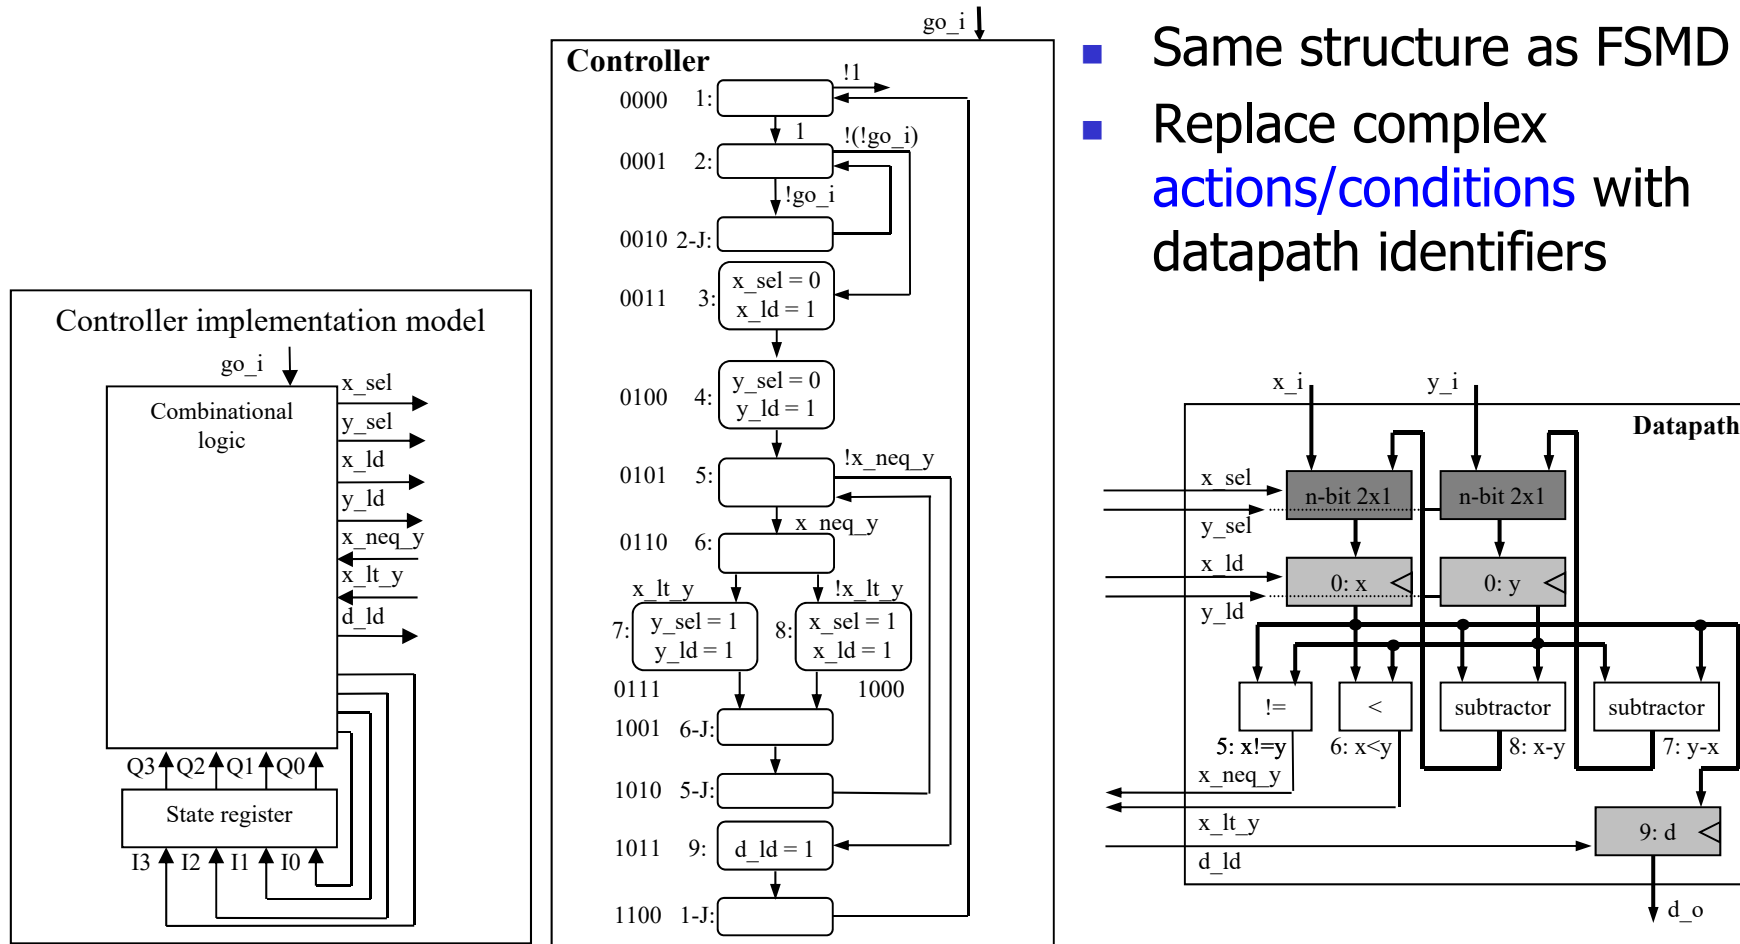 Same structure as FSMD
Replace complex
actions/conditions with
datapath identifiers
Controller implementation model
go_i
Combinational
logic
x_sel
y_sel
x_ld
y_ld
x_neq_y
x_lt_y
d_ld
Q3 Q2 Q1 Q0
State register
I3 I2 I1 I0
go_i
Controller
0000 1:
!1
1
!(!go_i)
0001 2:
!go_i
0010 2-J:
0011 3:
x_sel = 0
x_ld = 1
0100 4:
y_sel = 0
y_ld = 1
0101 5:
!x_neq_y
x_neq_y
0110 6:
x_lt_y
!x_lt_y
7:
y_sel = 1
y_ld = 1
8:
x_sel = 1
x_ld = 1
0111
1000
1001 6-J:
1010 5-J:
1011 9:
d_ld = 1
1100 1-J:
x_i
y_i
Datapath
x_sel
n-bit 2x1
n-bit 2x1
y_sel
x_ld
0: x
0: y
y_ld
!=
<
subtractor
subtractor
5: x!=y
6: x<y
8: x-y
7: y-x
x_neq_y
x_lt_y
9: d
d_ld
d_o